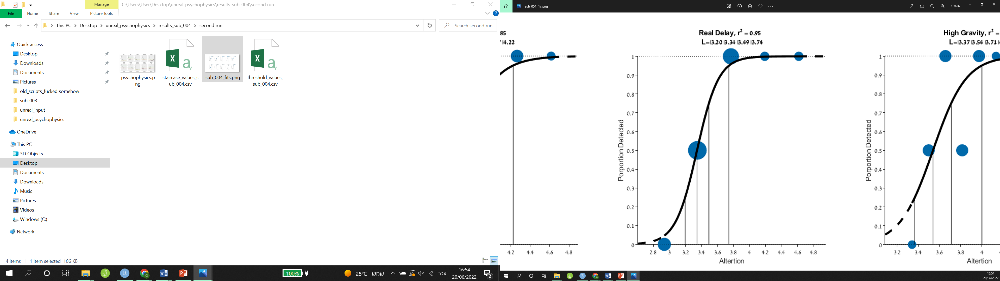 Manage
C:\Users\User\Desktop\unreal_psychophysics\results_sub_004\second run
File
Home
Share
View
Picture Tools
This PC
Desktop
unreal_psychophysics
results_sub_004
second run
Search second run
Quick access
Desktop
Downloads
Documents
Pictures
old_scripts_fucked somehow
sub_003
unreal_input
unreal_psychophysics
OneDrive
This PC
3D Objects
Desktop
Documents
Downloads
Music
Pictures
Videos
Windows (C:)
Network
psychophysics.p
ng
staircase_values_s
ub_004.csv
sub_004_fits.png
threshold_values_
sub_004.csv
4 items
1 item selected 106 KB
100%
28°C שמשי
עבר
16:54
20/06/2022
2
sub_004_fits.png
194%
85
4.22
4.2 4.4 4.6 4.8
Real Delay, r² = 0.95
L=|3.20 |3.34 |3.49 |3.74
Porportion Detected
1
0.9
0.8
0.7
0.6
0.5
0.4
0.3
0.2
0.1
0
2.8 3 3.2 3.4 3.6 3.8 4 4.2 4.4 4.6 4.8
Altertion
High Gravity, r² =
L=|3.37 |3.54 |3.71
Porportion Detected
1
0.9
0.8
0.7
0.6
0.5
0.4
0.3
0.2
0.1
0
3.2 3.4 3.6 3.8 4
Altertion
16:54
20/06/2022